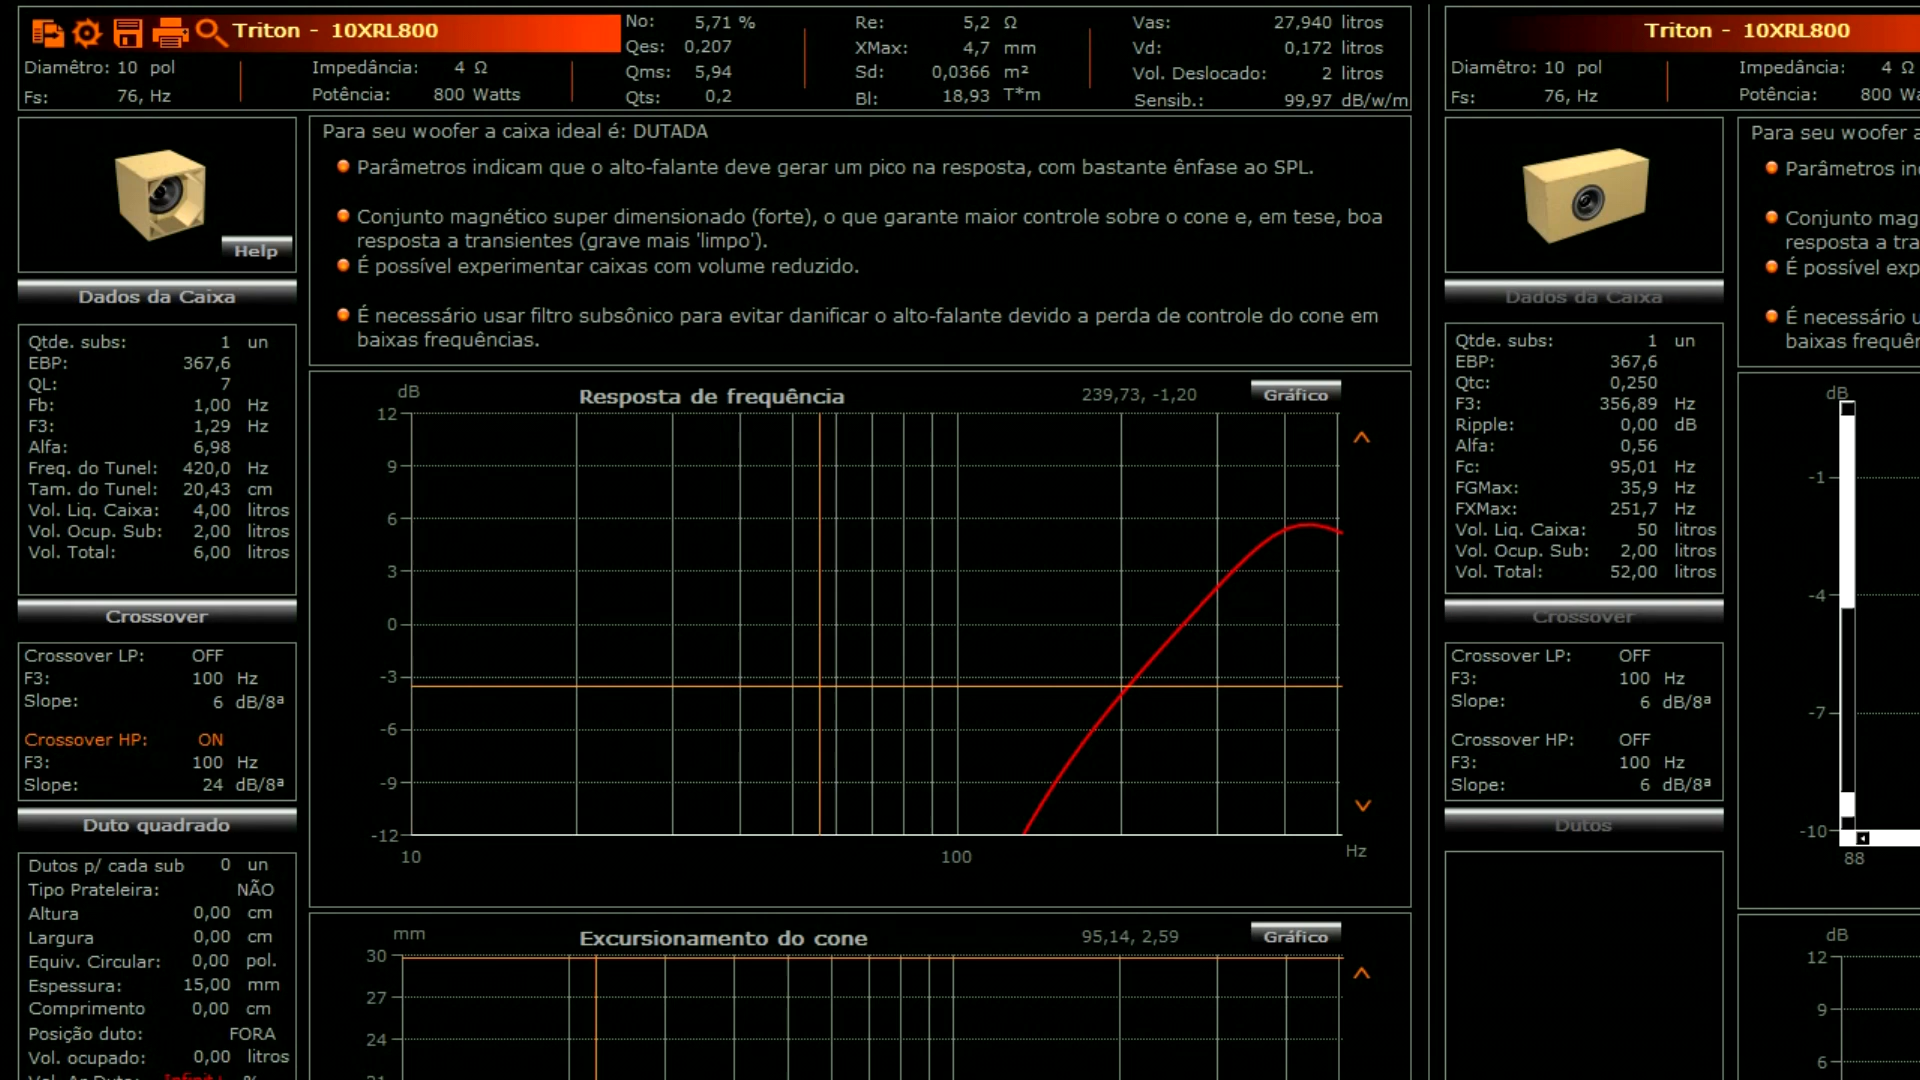 Triton - 10XRL800
Diamêtro: 10 pol
Impedância: 4 Ω
Fs: 76, Hz
Potência: 800 Watts
No: 5,71 %
Qes: 0,207
Qms: 5,94
Qts: 0,2
Re: 5,2 Ω
XMax: 4,7 mm
Sd: 0,0366 m²
Bl: 18,93 T*m
Vas: 27,940 litros
Vd: 0,172 litros
Vol. Deslocado: 2 litros
Sensib.: 99,97 dB/w/m
Help
Para seu woofer a caixa ideal é: DUTADA
Parâmetros indicam que o alto-falante deve gerar um pico na resposta, com bastante ênfase ao SPL.
Conjunto magnético super dimensionado (forte), o que garante maior controle sobre o cone e, em tese, boa
resposta a transientes (grave mais 'limpo').
É possível experimentar caixas com volume reduzido.
É necessário usar filtro subsônico para evitar danificar o alto-falante devido a perda de controle do cone em
baixas frequências.
Dados da Caixa
Qtde. subs: 1 un
EBP: 367,6
QL: 7
Fb: 1,00 Hz
F3: 1,29 Hz
Alfa: 6,98
Freq. do Tunel: 420,0 Hz
Tam. do Tunel: 20,43 cm
Vol. Liq. Caixa: 4,00 litros
Vol. Ocup. Sub: 2,00 litros
Vol. Total: 6,00 litros
Crossover
Crossover LP: OFF
F3: 100 Hz
Slope: 6 dB/8ª
Crossover HP: ON
F3: 100 Hz
Slope: 24 dB/8ª
Duto quadrado
Dutos p/ cada sub 0 un
Tipo Prateleira: NÃO
Altura 0,00 cm
Largura 0,00 cm
Equiv. Circular: 0,00 pol.
Espessura: 15,00 mm
Comprimento 0,00 cm
Posição duto: FORA
Vol. ocupado: 0,00 litros
dB
Resposta de frequência
239,73, -1,20
Gráfico
12
9
6
3
0
-3
-6
-9
-12
10
100
Hz
mm
Excursionamento do cone
95,14, 2,59
Gráfico
30
27
24
Triton - 10XRL800
Diamêtro: 10 pol
Impedância: 4 Ω
Fs: 76, Hz
Potência: 800
Para seu woofer
Parâmetros
Conjunto
resposta a
É possível
É necessário
baixas
Dados da Caixa
Qtde. subs: 1 un
EBP: 367,6
Qtc: 0,250
F3: 356,89 Hz
Ripple: 0,00 dB
Alfa: 0,56
Fc: 95,01 Hz
FGMax: 35,9 Hz
FXMax: 251,7 Hz
Vol. Liq. Caixa: 50 litros
Vol. Ocup. Sub: 2,00 litros
Vol. Total: 52,00 litros
Crossover
Crossover LP: OFF
F3: 100 Hz
Slope: 6 dB/8ª
Crossover HP: OFF
F3: 100 Hz
Slope: 6 dB/8ª
Dutos
dB
-1
-4
-7
-10
88
dB
12
9
6